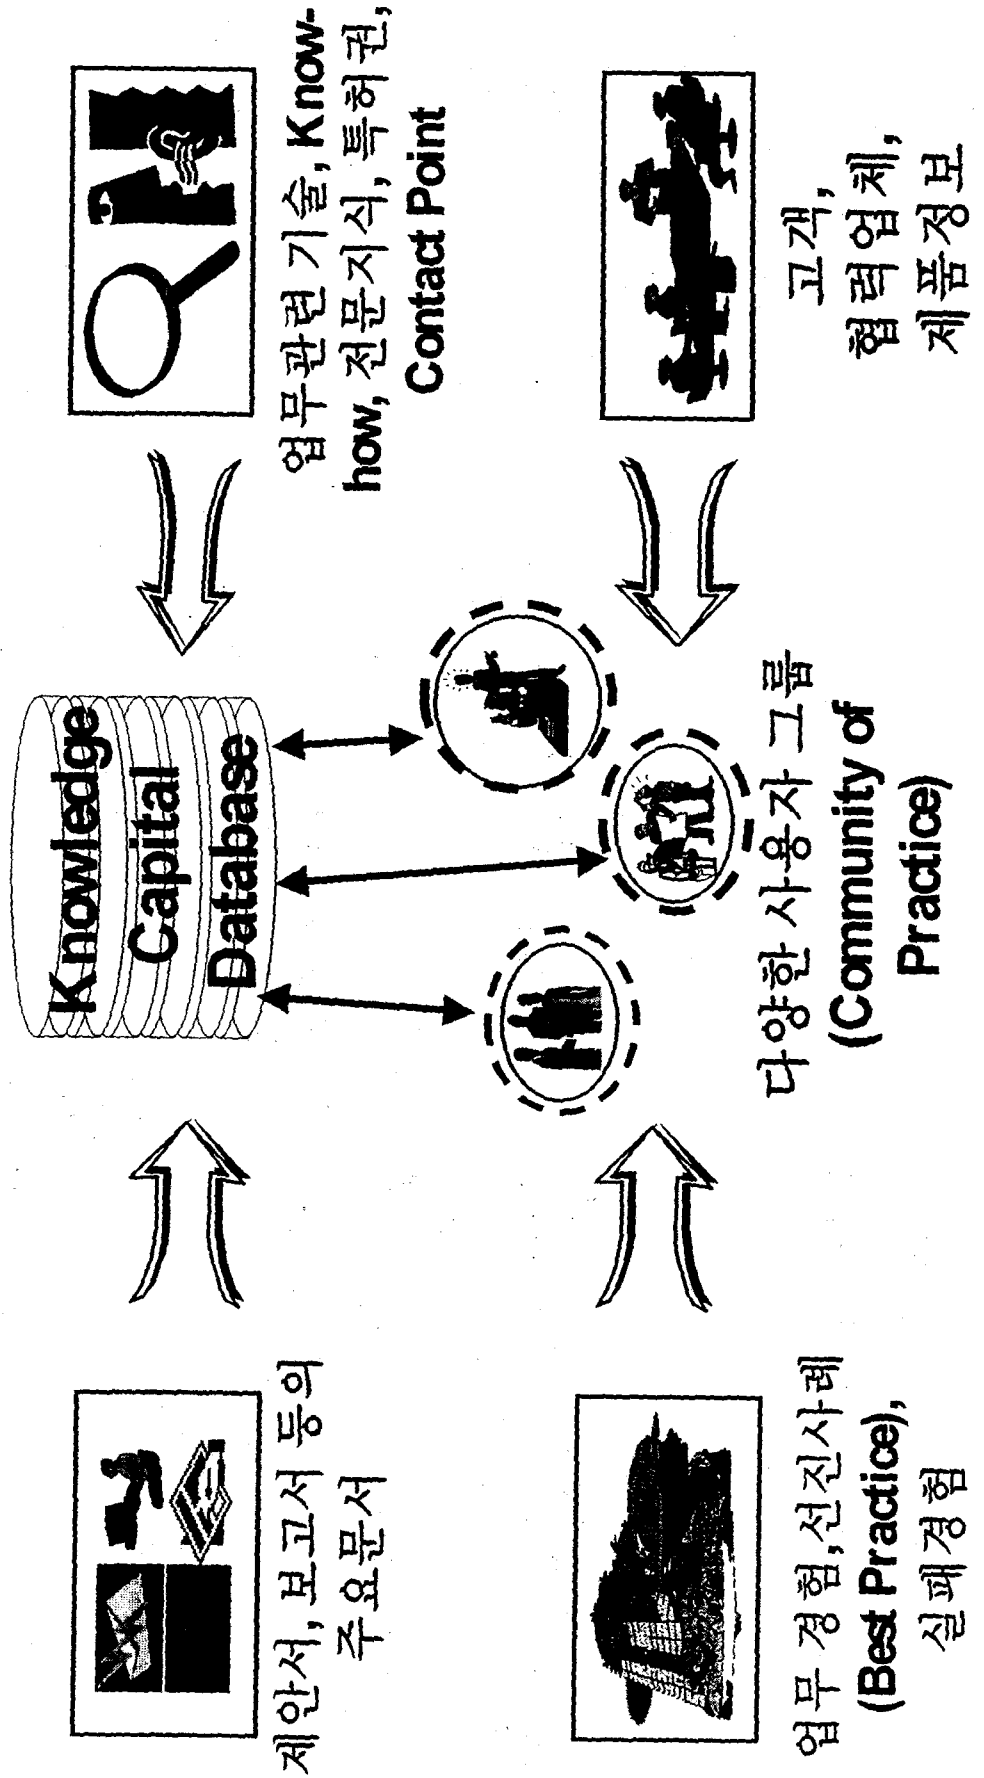 Knowledge
Capital
Database
제안서, 보고서 등의
주요문서
업무관련 기술, Know-
how, 전문지식, 특허권,
Contact Point
업무 경험,선진사례
(Best Practice),
실패경험
다양한 사용자 그룹
(Community of
Practice)
고객,
협력업체,
제품정보